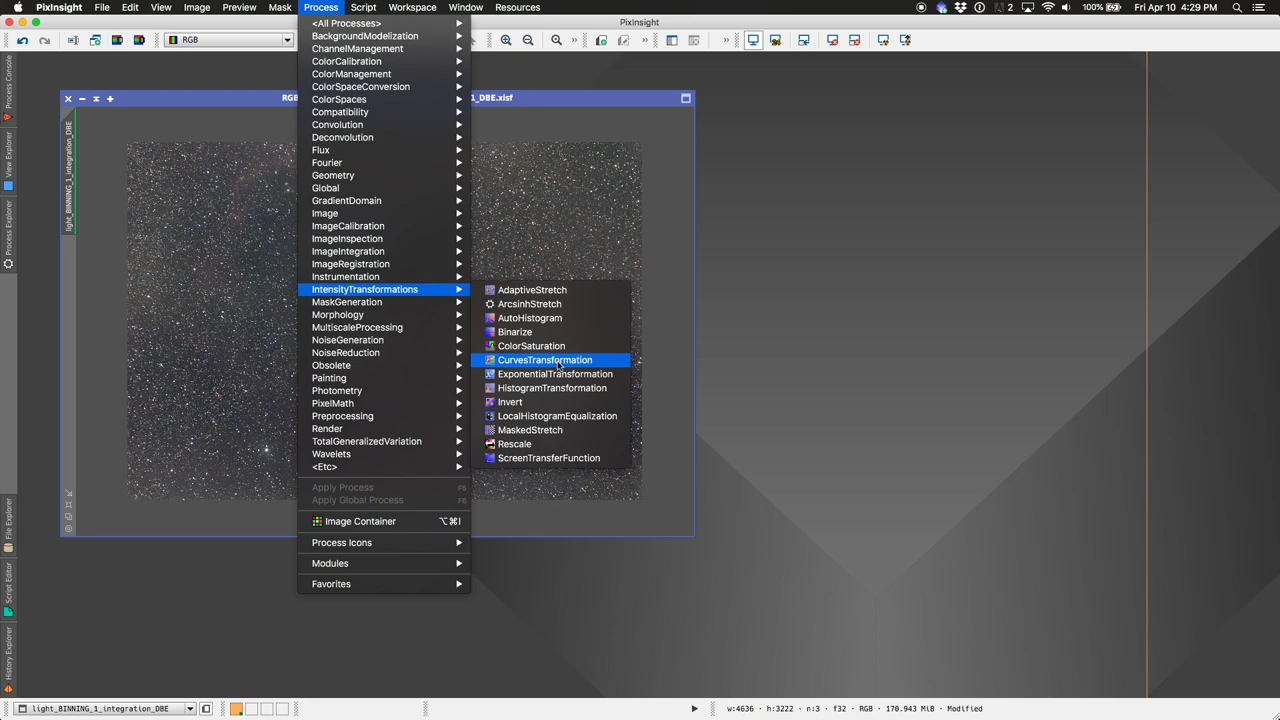 PixInsight File Edit View Image Preview Mask Process Script Workspace Window Resources 2 100% Fri Apr 10 4:29 PM
PixInsight
RGB
Process Console
View Explorer
Process Explorer
File Explorer
Script Editor
History Explorer
RGB
1_DBE.xisf
light_BINNING_1_integration_DBE
<All Processes>
BackgroundModelization
ChannelManagement
ColorCalibration
ColorManagement
ColorSpaceConversion
ColorSpaces
Compatibility
Convolution
Deconvolution
Flux
Fourier
Geometry
Global
GradientDomain
Image
ImageCalibration
ImageInspection
ImageIntegration
ImageRegistration
Instrumentation
IntensityTransformations
MaskGeneration
Morphology
MultiscaleProcessing
NoiseGeneration
NoiseReduction
Obsolete
Painting
Photometry
PixelMath
Preprocessing
Render
TotalGeneralizedVariation
Wavelets
<Etc>
Apply Process F5
Apply Global Process F6
Image Container ⌥⌘I
Process Icons
Modules
Favorites
AdaptiveStretch
ArcsinhStretch
AutoHistogram
Binarize
ColorSaturation
CurvesTransformation
ExponentialTransformation
HistogramTransformation
Invert
LocalHistogramEqualization
MaskedStretch
Rescale
ScreenTransferFunction
light_BINNING_1_integration_DBE
w:4636 · h:3222 · n:3 · f32 · RGB · 170.943 MiB · Modified